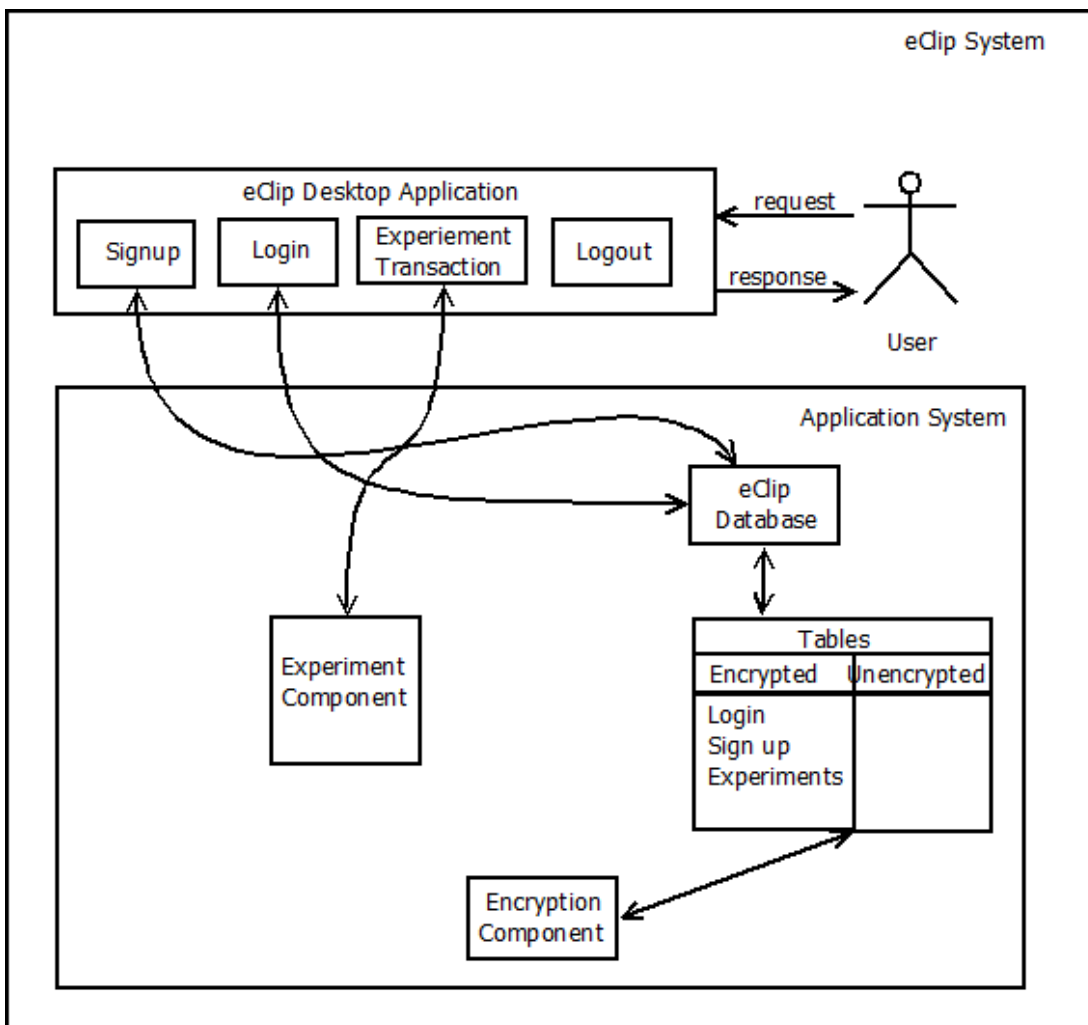 eClip System
eClip Desktop Application
Signup
Login
Experiement
Transaction
Logout
request
response
User
Application System
eClip
Database
Experiment
Component
Tables
Encrypted
Unencrypted
Login
Sign up
Experiments
Encryption
Component